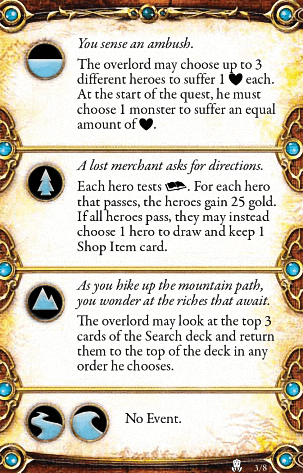 You sense an ambush.
The overlord may choose up to 3
different heroes to suffer 1 each.
At the start of the quest, he must
choose 1 monster to suffer an equal
amount of .
A lost merchant asks for directions.
Each hero tests . For each hero
that passes, the heroes gain 25 gold.
If all heroes pass, they may instead
choose 1 hero to draw and keep 1
Shop Item card.
As you hike up the mountain path,
you wonder at the riches that await.
The overlord may look at the top 3
cards of the Search deck and return
them to the top of the deck in any
order he chooses.
No Event.
3/8